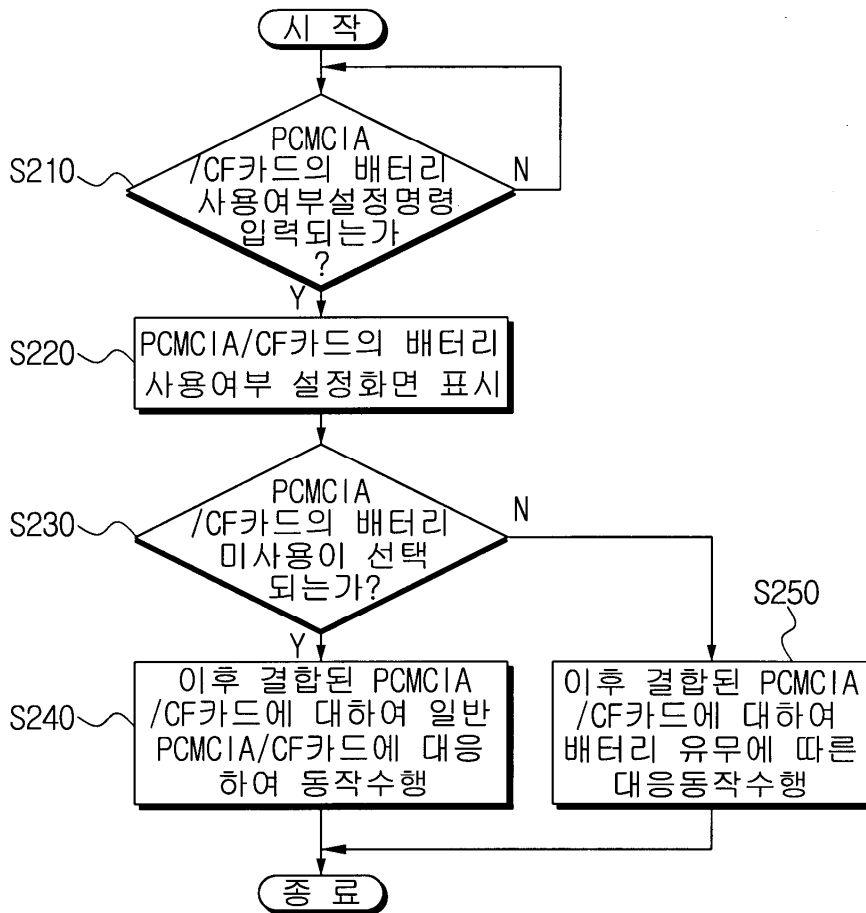 시 작
PCMCIA
/CF카드의 배터리
사용여부설정명령
입력되는가
?
S210
N
Y
PCMCIA/CF카드의 배터리
사용여부 설정화면 표시
S220
PCMCIA
/CF카드의 배터리
미사용이 선택
되는가?
S230
N
Y
S250
이후 결합된 PCMCIA
/CF카드에 대하여 일반
PCMCIA/CF카드에 대응
하여 동작수행
S240
이후 결합된 PCMCIA
/CF카드에 대하여
배터리 유무에 따른
대응동작수행
종 료